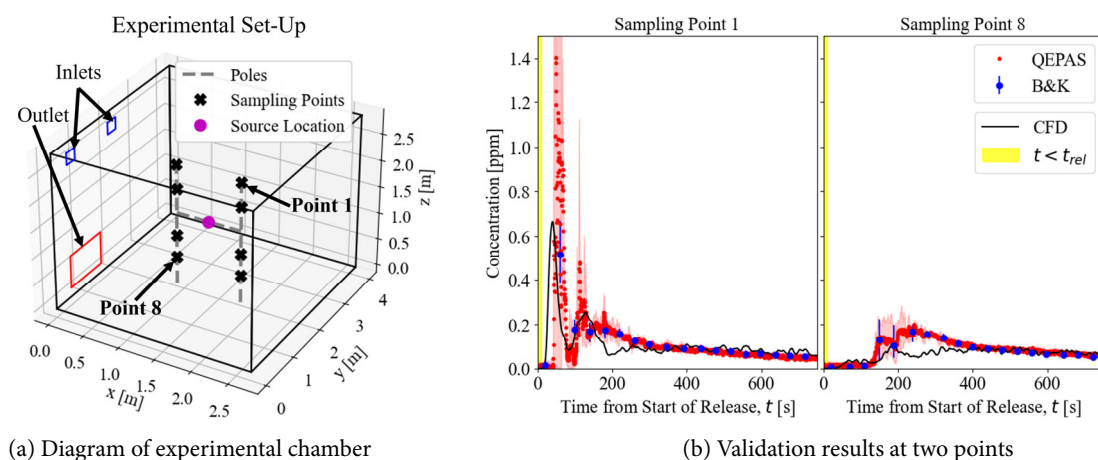 Experimental Set-Up
Inlets
Outlet
Poles
Sampling Points
Source Location
Point 1
Point 8
0.0
0.5
1.0
1.5
2.0
2.5
x [m]
0
1
2
3
4
y [m]
0.0
0.5
1.0
1.5
2.0
2.5
z [m]
(a) Diagram of experimental chamber
Sampling Point 1
Sampling Point 8
1.4
1.2
1.0
0.8
0.6
0.4
0.2
0.0
Concentration [ppm]
QEPAS
B&K
CFD
t < t_rel
0
200
400
600
0
200
400
600
Time from Start of Release, t [s]
Time from Start of Release, t [s]
(b) Validation results at two points